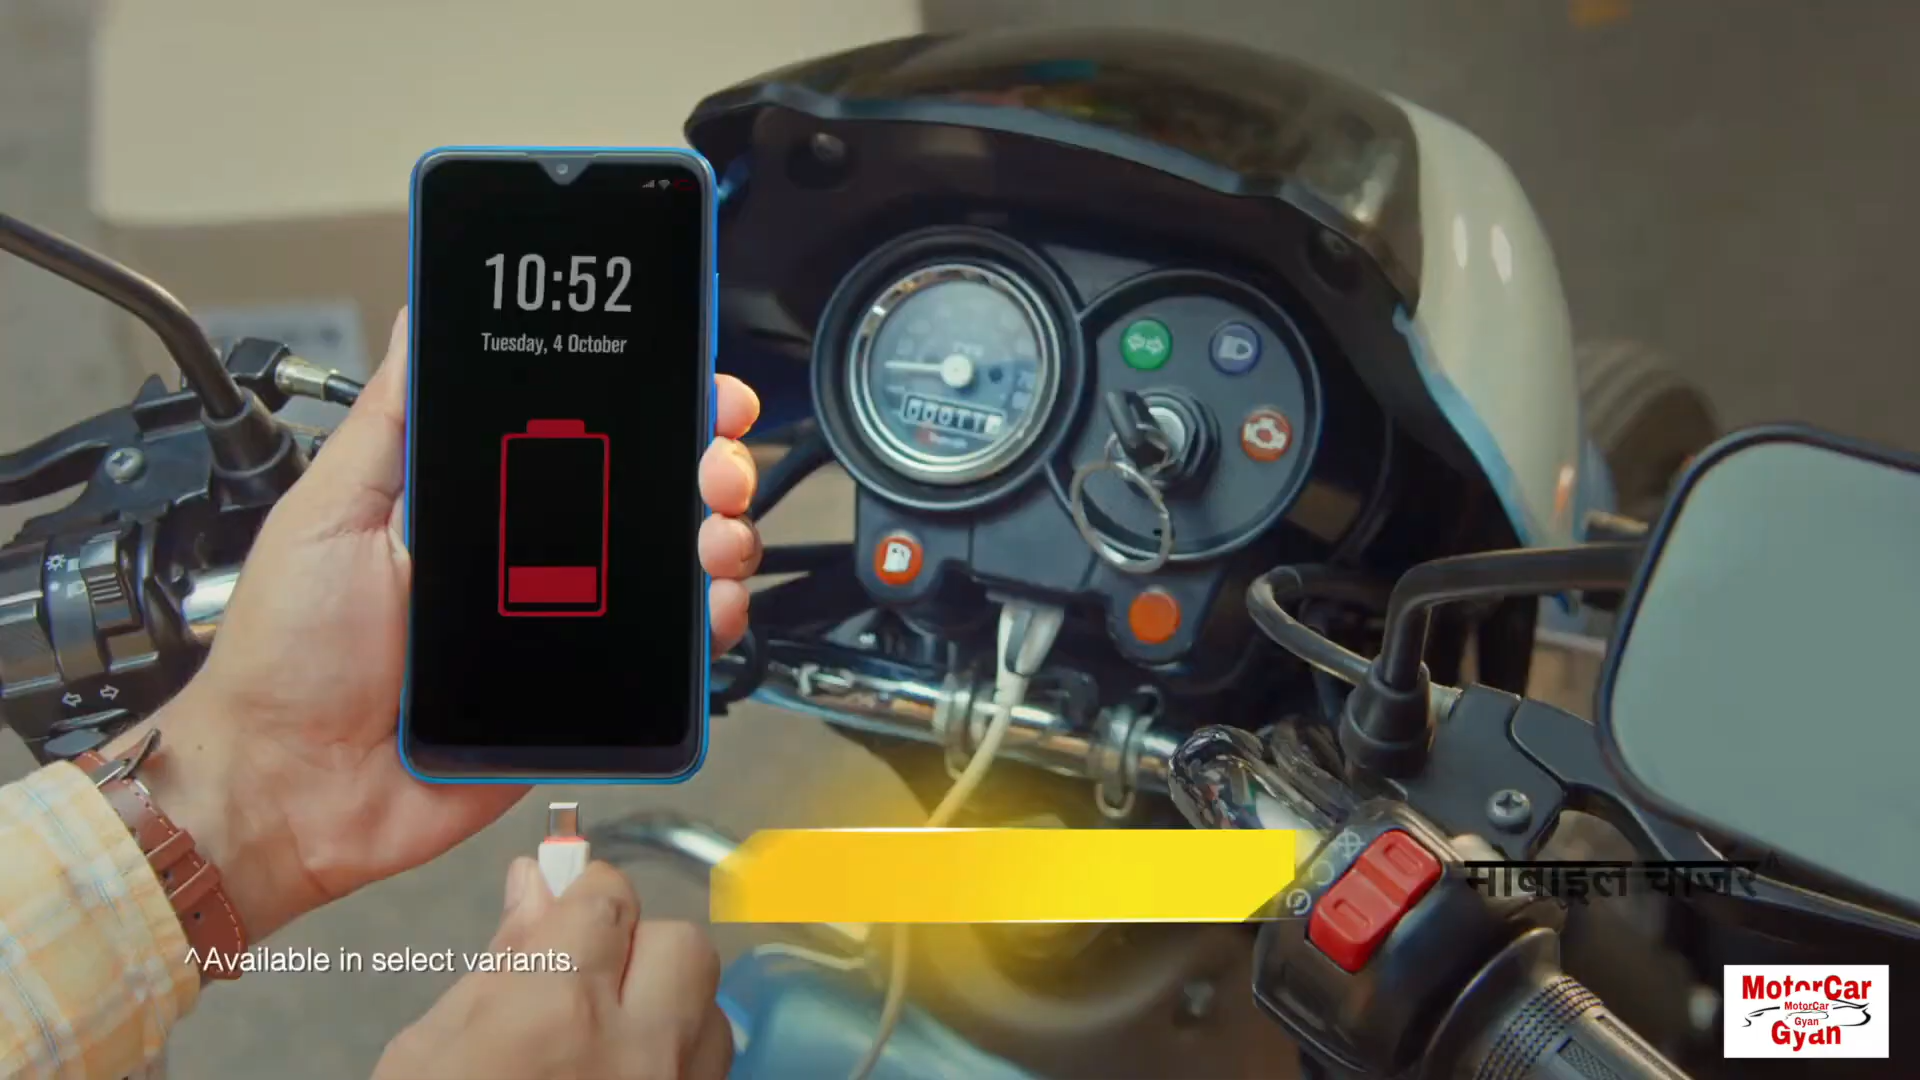 10:52
Tuesday, 4 October
मोबाइल चार्जर^
^Available in select variants.
MotorCar
MotorCar
Gyan
Gyan